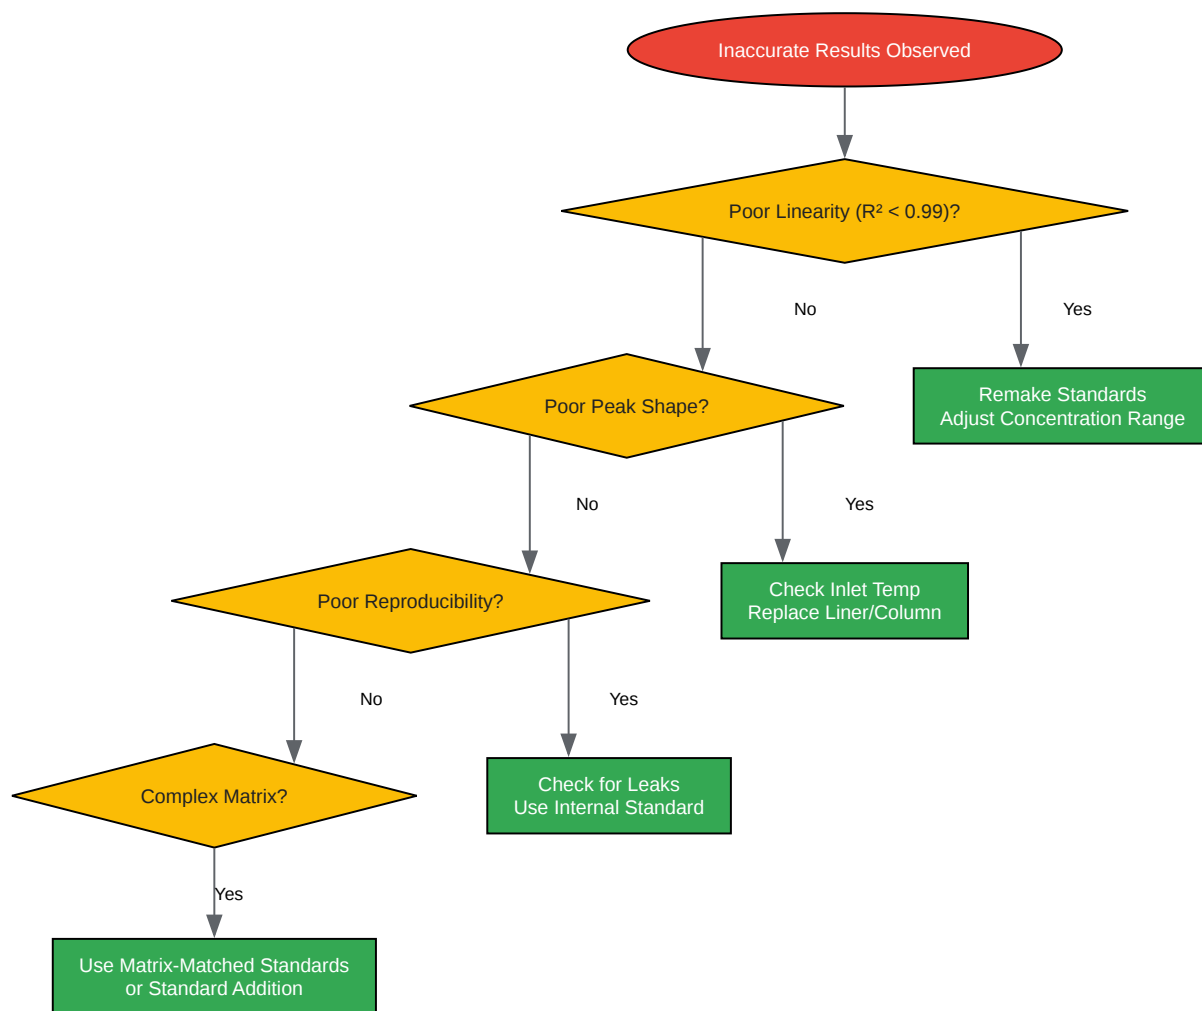 Inaccurate Results Observed
Poor Linearity (R² < 0.99)?
No
Yes
Remake Standards
Adjust Concentration Range
Poor Peak Shape?
No
Yes
Check Inlet Temp
Replace Liner/Column
Poor Reproducibility?
No
Yes
Check for Leaks
Use Internal Standard
Complex Matrix?
Yes
Use Matrix-Matched Standards
or Standard Addition